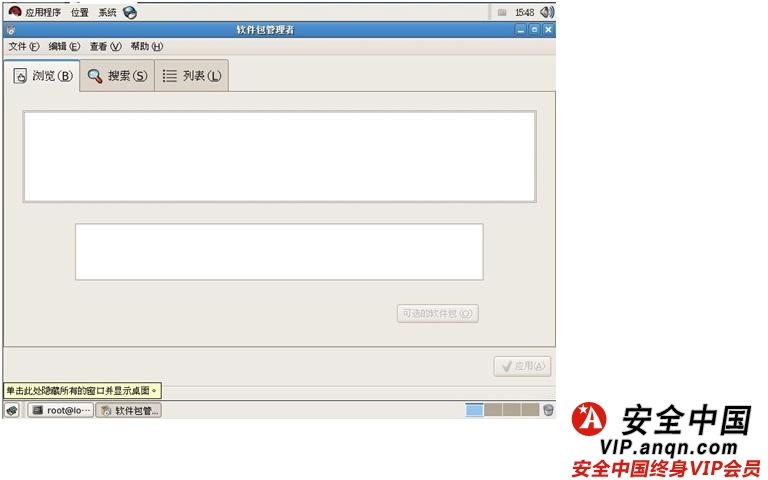 应用程序 位置 系统 15:48
软件包管理者
文件(F) 编辑(E) 查看(V) 帮助(H)
浏览(B) 搜索(S) 列表(L)
可选的软件包(O)
应用(A)
单击此处隐藏所有的窗口并显示桌面。
root@lo… 软件包管...
安全中国
VIP.anqn.com
安全中国终身VIP会员